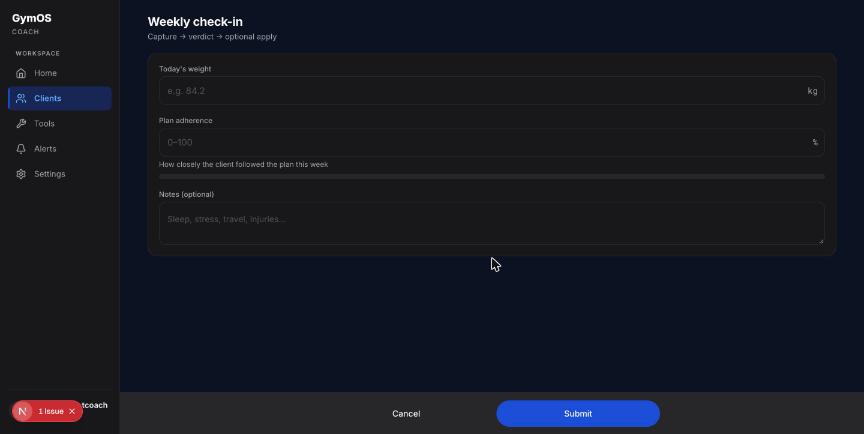 GymOS
COACH
WORKSPACE
Home
Clients
Tools
Alerts
Settings
N 1 Issue
tcoach
Weekly check-in
Capture → verdict → optional apply
Today's weight
e.g. 84.2 kg
Plan adherence
0–100 %
How closely the client followed the plan this week
Notes (optional)
Sleep, stress, travel, injuries...
Cancel Submit